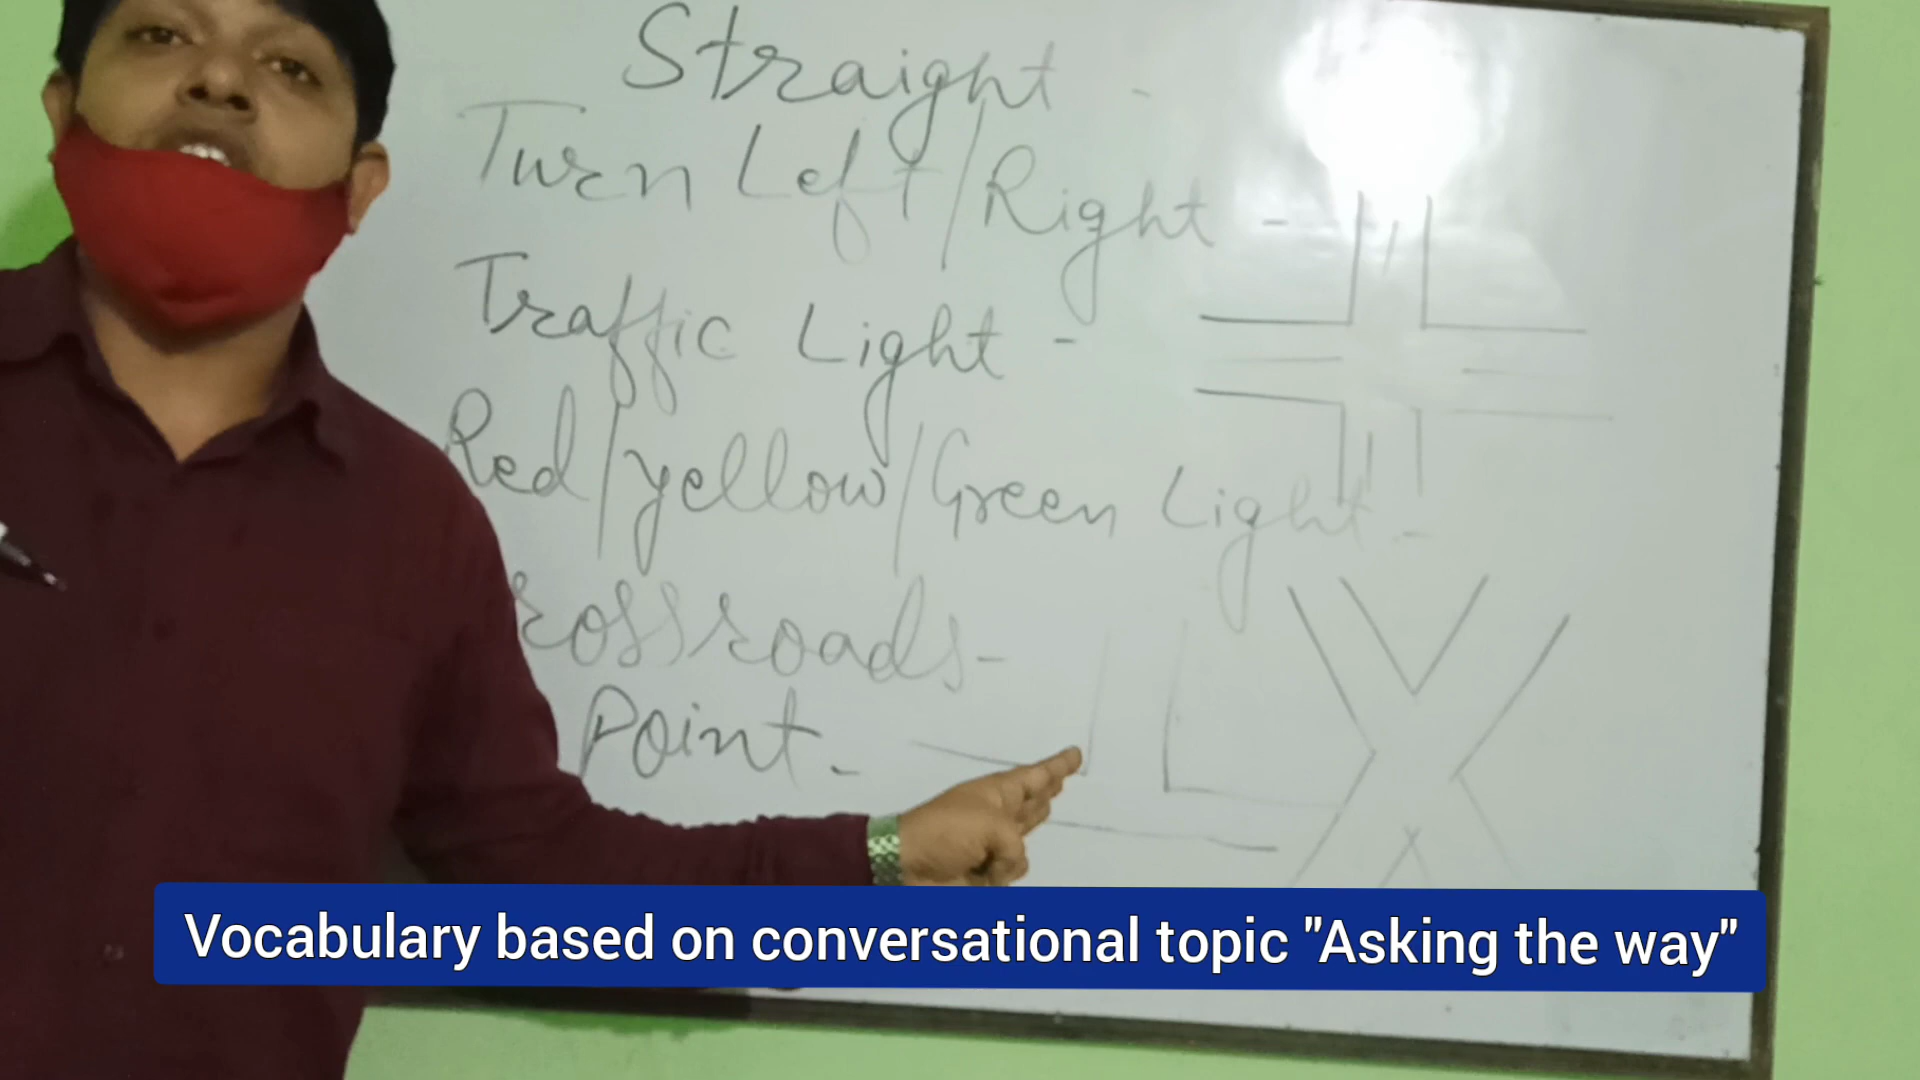 Straight -
Turn Left/Right -
Traffic Light -
Red/yellow/Green Light -
rossroads -
Point -
Vocabulary based on conversational topic "Asking the way"